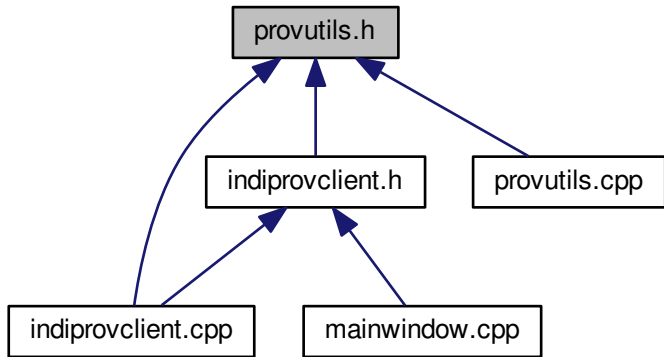 provutils.h
indiprovclient.h
provutils.cpp
indiprovclient.cpp
mainwindow.cpp